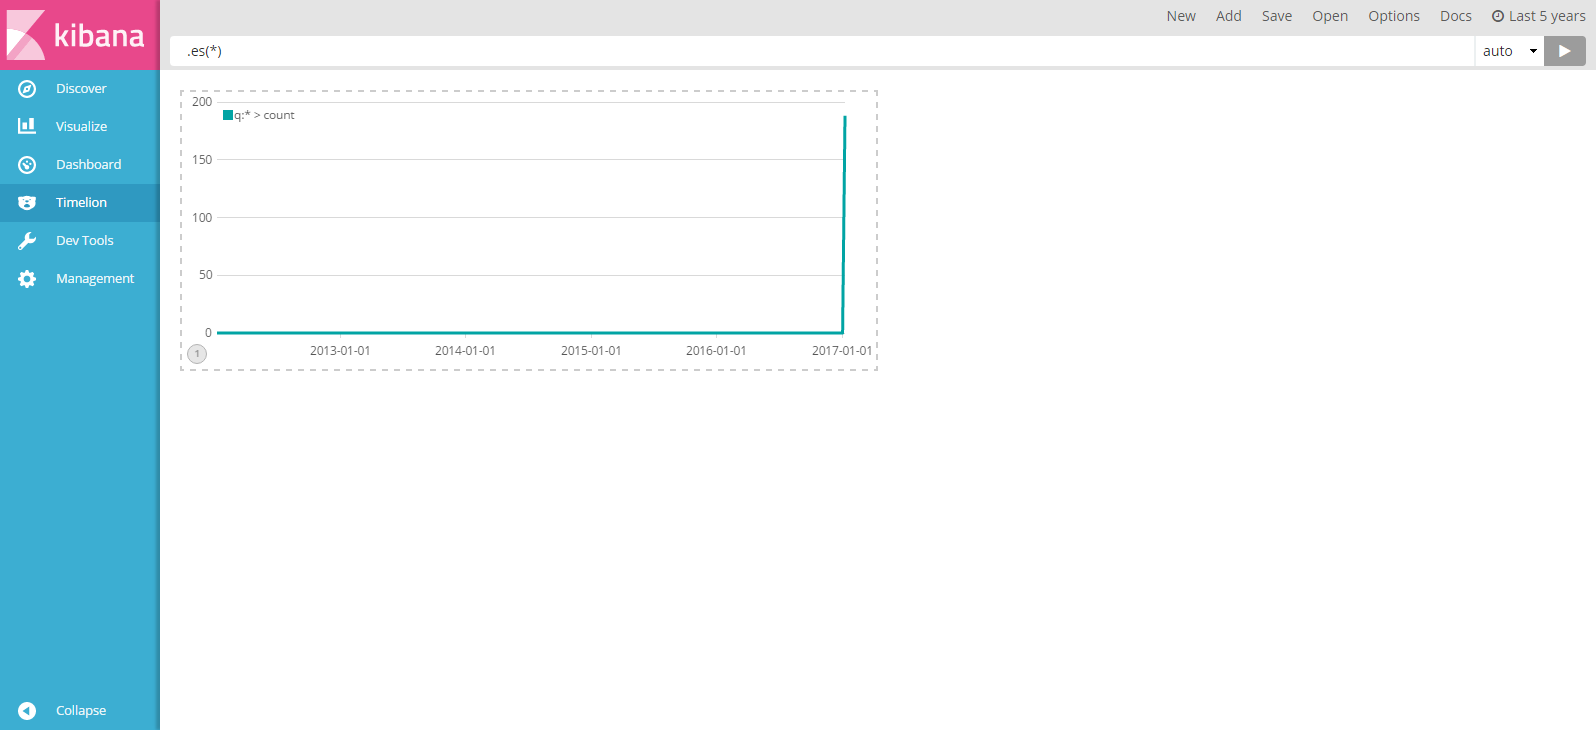 kibana
New Add Save Open Options Docs Last 5 years
.es(*) auto
Discover
Visualize
Dashboard
Timelion
Dev Tools
Management
Collapse
200
q:* > count
150
100
50
0
2013-01-01 2014-01-01 2015-01-01 2016-01-01 2017-01-01
1